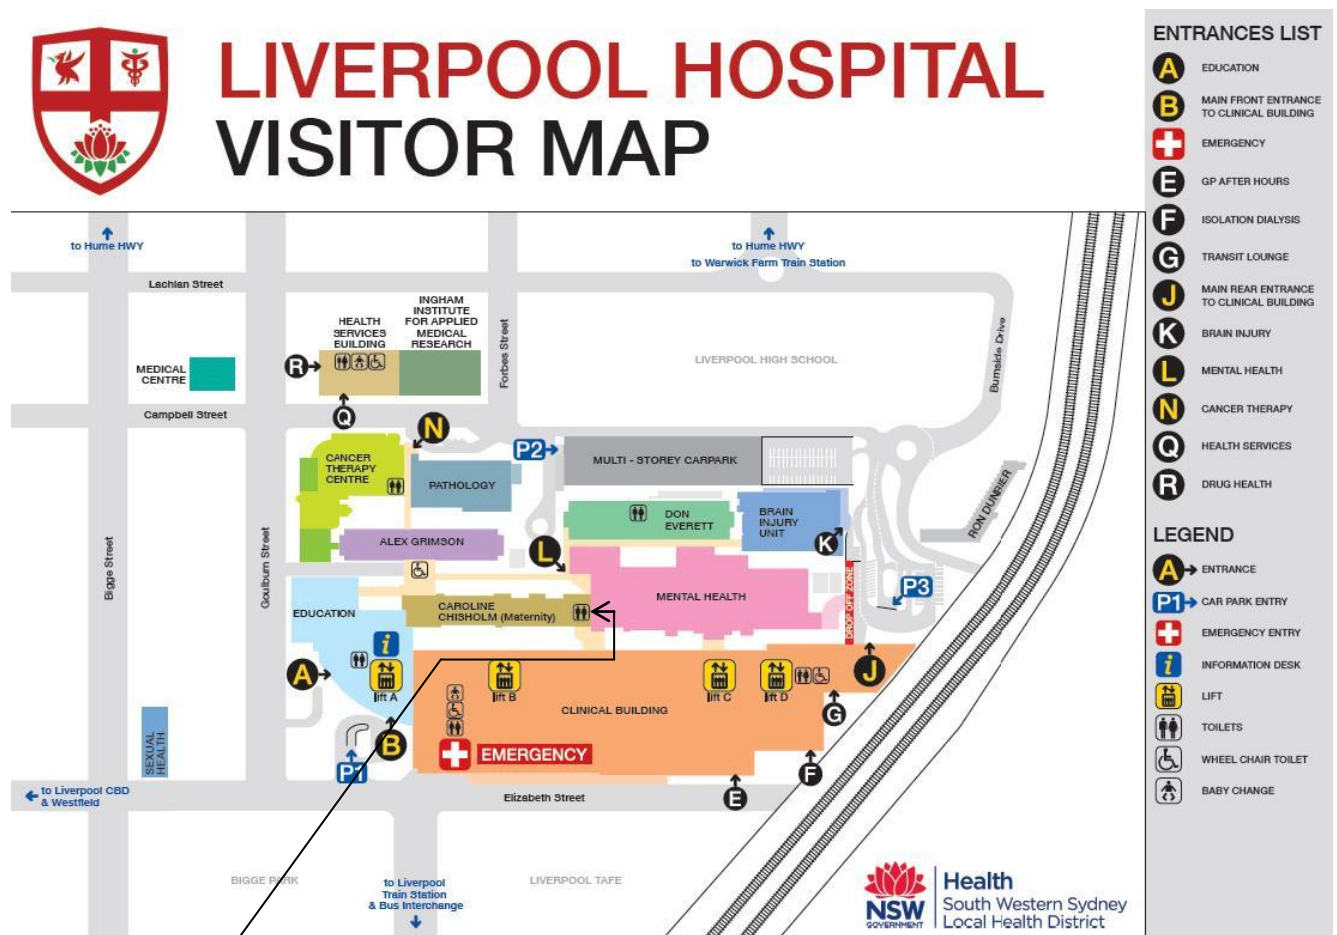 LIVERPOOL HOSPITAL
VISITOR MAP
to Hume HWY
to Hume HWY
to Warwick Farm Train Station
Lachlan Street
HEALTH
SERVICES
BUILDING
INGHAM
INSTITUTE
FOR APPLIED
MEDICAL
RESEARCH
Forbes Street
LIVERPOOL HIGH SCHOOL
Burnside Drive
MEDICAL
CENTRE
R
Campbell Street
Q
N
CANCER
THERAPY
CENTRE
PATHOLOGY
P2
MULTI - STOREY CARPARK
RON DUNBIER
DON
EVERETT
BRAIN
INJURY
UNIT
K
ALEX GRIMSON
L
Bigge Street
Goulburn Street
MENTAL HEALTH
DROP OFF ZONE
P3
EDUCATION
CAROLINE
CHISHOLM (Maternity)
i
A
lift A
lift B
lift C
lift D
J
CLINICAL BUILDING
G
SEXUAL
HEALTH
B
P1
EMERGENCY
F
E
to Liverpool CBD
& Westfield
Elizabeth Street
BIGGE PARK
to Liverpool
Train Station
& Bus Interchange
LIVERPOOL TAFE
NSW
GOVERNMENT
Health
South Western Sydney
Local Health District
ENTRANCES LIST
A EDUCATION
B MAIN FRONT ENTRANCE
TO CLINICAL BUILDING
EMERGENCY
E GP AFTER HOURS
F ISOLATION DIALYSIS
G TRANSIT LOUNGE
J MAIN REAR ENTRANCE
TO CLINICAL BUILDING
K BRAIN INJURY
L MENTAL HEALTH
N CANCER THERAPY
Q HEALTH SERVICES
R DRUG HEALTH
LEGEND
A ENTRANCE
P1 CAR PARK ENTRY
EMERGENCY ENTRY
i INFORMATION DESK
LIFT
TOILETS
WHEEL CHAIR TOILET
BABY CHANGE